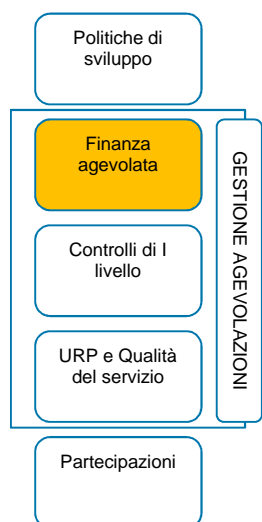 Politiche di
sviluppo
Finanza
agevolata
Controlli di I
livello
URP e Qualità
del servizio
GESTIONE AGEVOLAZIONI
Partecipazioni